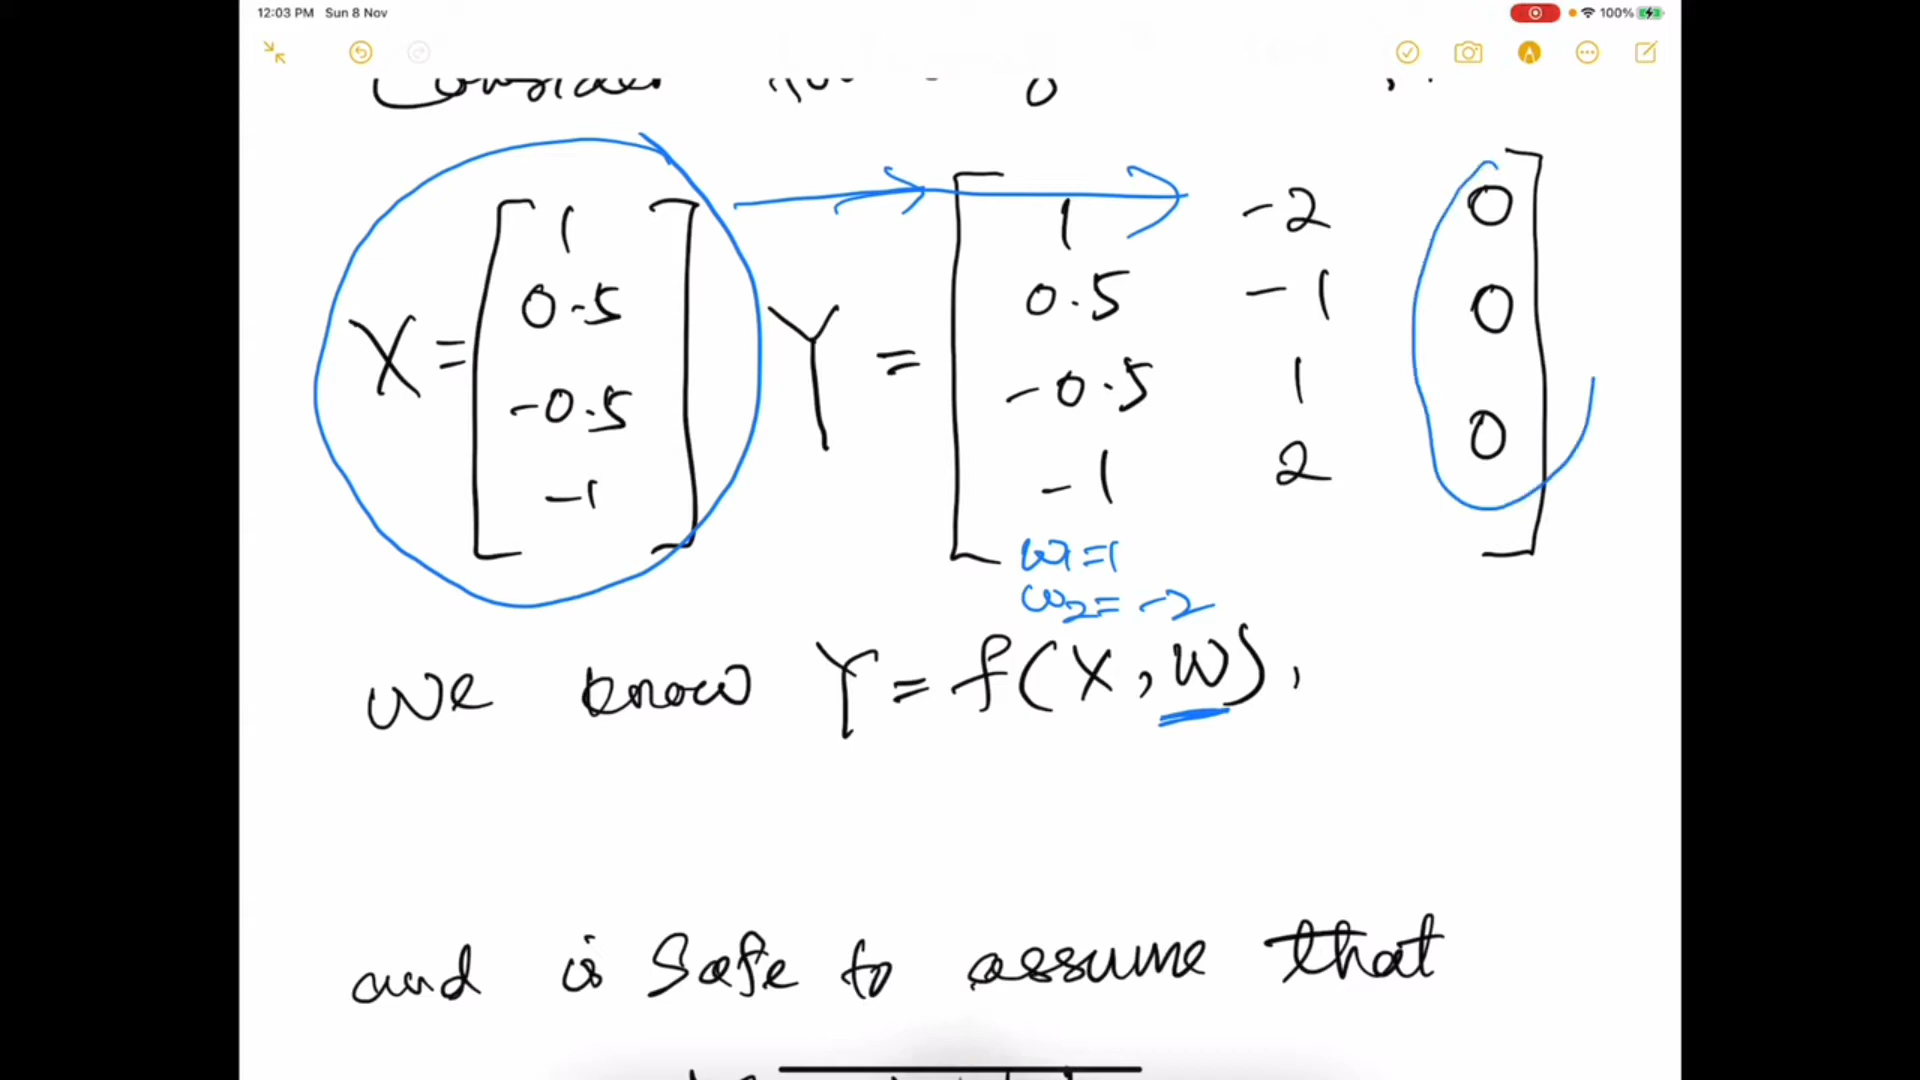 12:03 PM Sun 8 Nov 100%
Consider
1 1 -2 0
0.5 0.5 -1 0
X = Y =
-0.5 -0.5 1 0
-1 -1 2
w1=1
w2=-2
We know Y = f(X, W),
and is safe to assume that